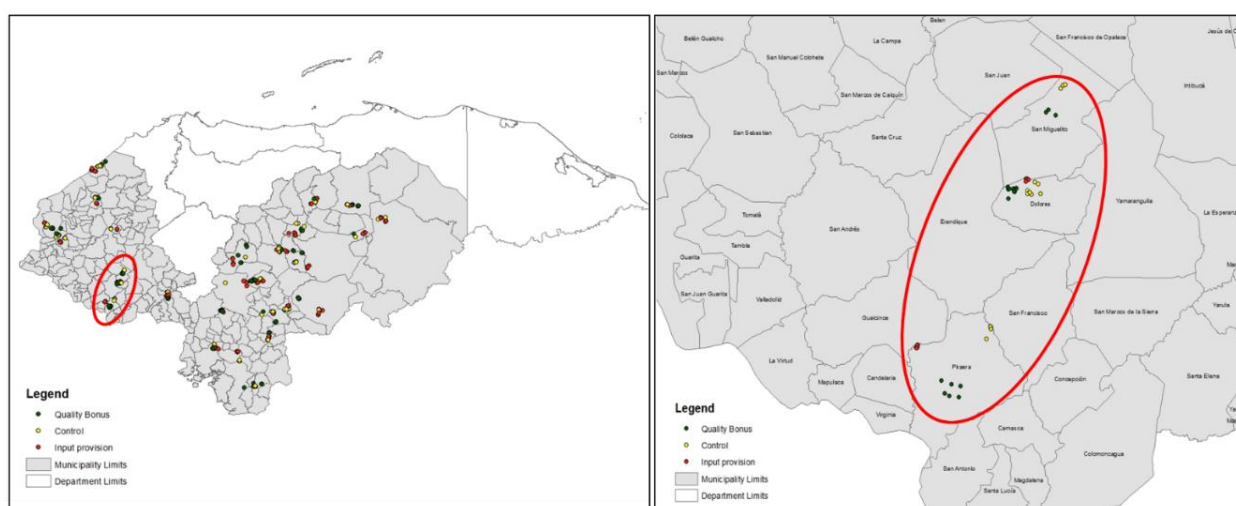 Legend
Quality Bonus
Control
Input provision
Municipality Limits
Department Limits
Belen
San Francisco de Opalaca
La Campa
Belén Gualcho
San Manuel Colohete
San Juan
San Marcos
San Marcos de Caiquín
Intibucá
San Miguelito
Cololaca
San Sebastian
Santa Cruz
Dolores
Yamaranguila
Tomalá
Erandique
San Andrés
La Esperanza
Tambla
Guarita
San Juan Guarita
Valladolid
San Francisco
San Marcos de la Sierra
Gualcince
La Virtud
Piraera
Santa Elena
Mapulaca
Candelaria
Concepción
Virginia
Camasca
Colomoncagua
San Antonio
Magdalena
Santa Lucía
Legend
Quality Bonus
Control
Input provision
Municipality Limits
Department Limits